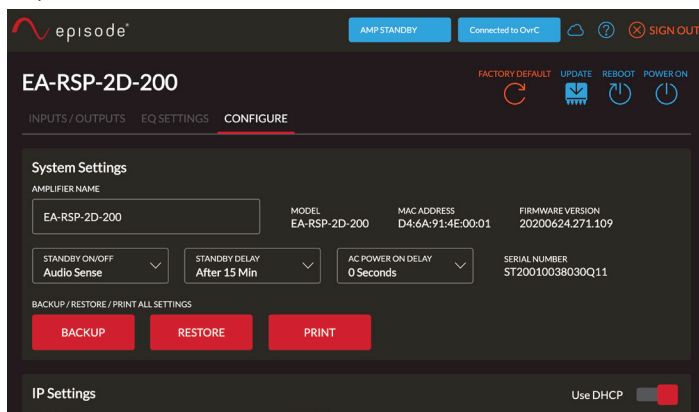 episode®
AMP STANDBY
Connected to OvrC
SIGN OUT
EA-RSP-2D-200
FACTORY DEFAULT
UPDATE
REBOOT
POWER ON
INPUTS / OUTPUTS
EQ SETTINGS
CONFIGURE
System Settings
AMPLIFIER NAME
EA-RSP-2D-200
MODEL
EA-RSP-2D-200
MAC ADDRESS
D4:6A:91:4E:00:01
FIRMWARE VERSION
20200624.271.109
STANDBY ON/OFF
Audio Sense
STANDBY DELAY
After 15 Min
AC POWER ON DELAY
0 Seconds
SERIAL NUMBER
ST20010038030Q11
BACKUP / RESTORE / PRINT ALL SETTINGS
BACKUP
RESTORE
PRINT
IP Settings
Use DHCP